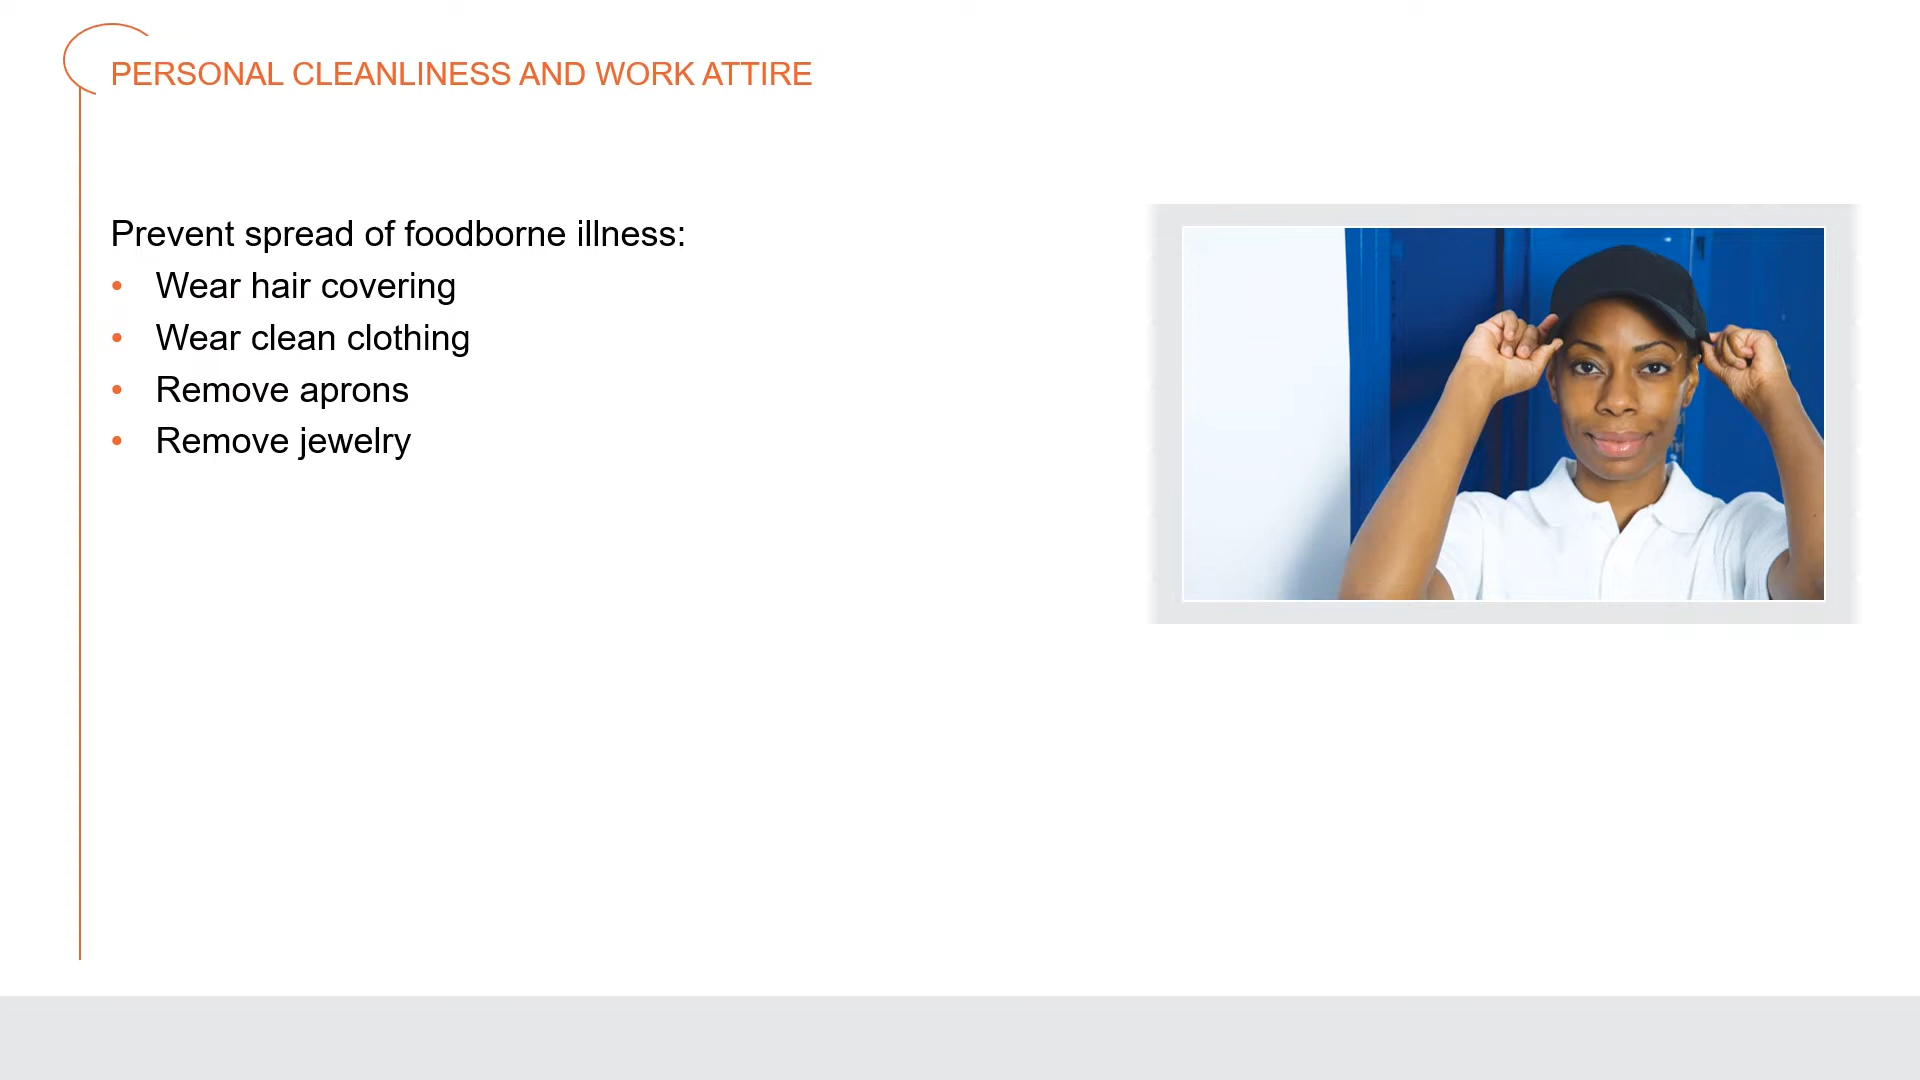 PERSONAL CLEANLINESS AND WORK ATTIRE
Prevent spread of foodborne illness:
• Wear hair covering
• Wear clean clothing
• Remove aprons
• Remove jewelry